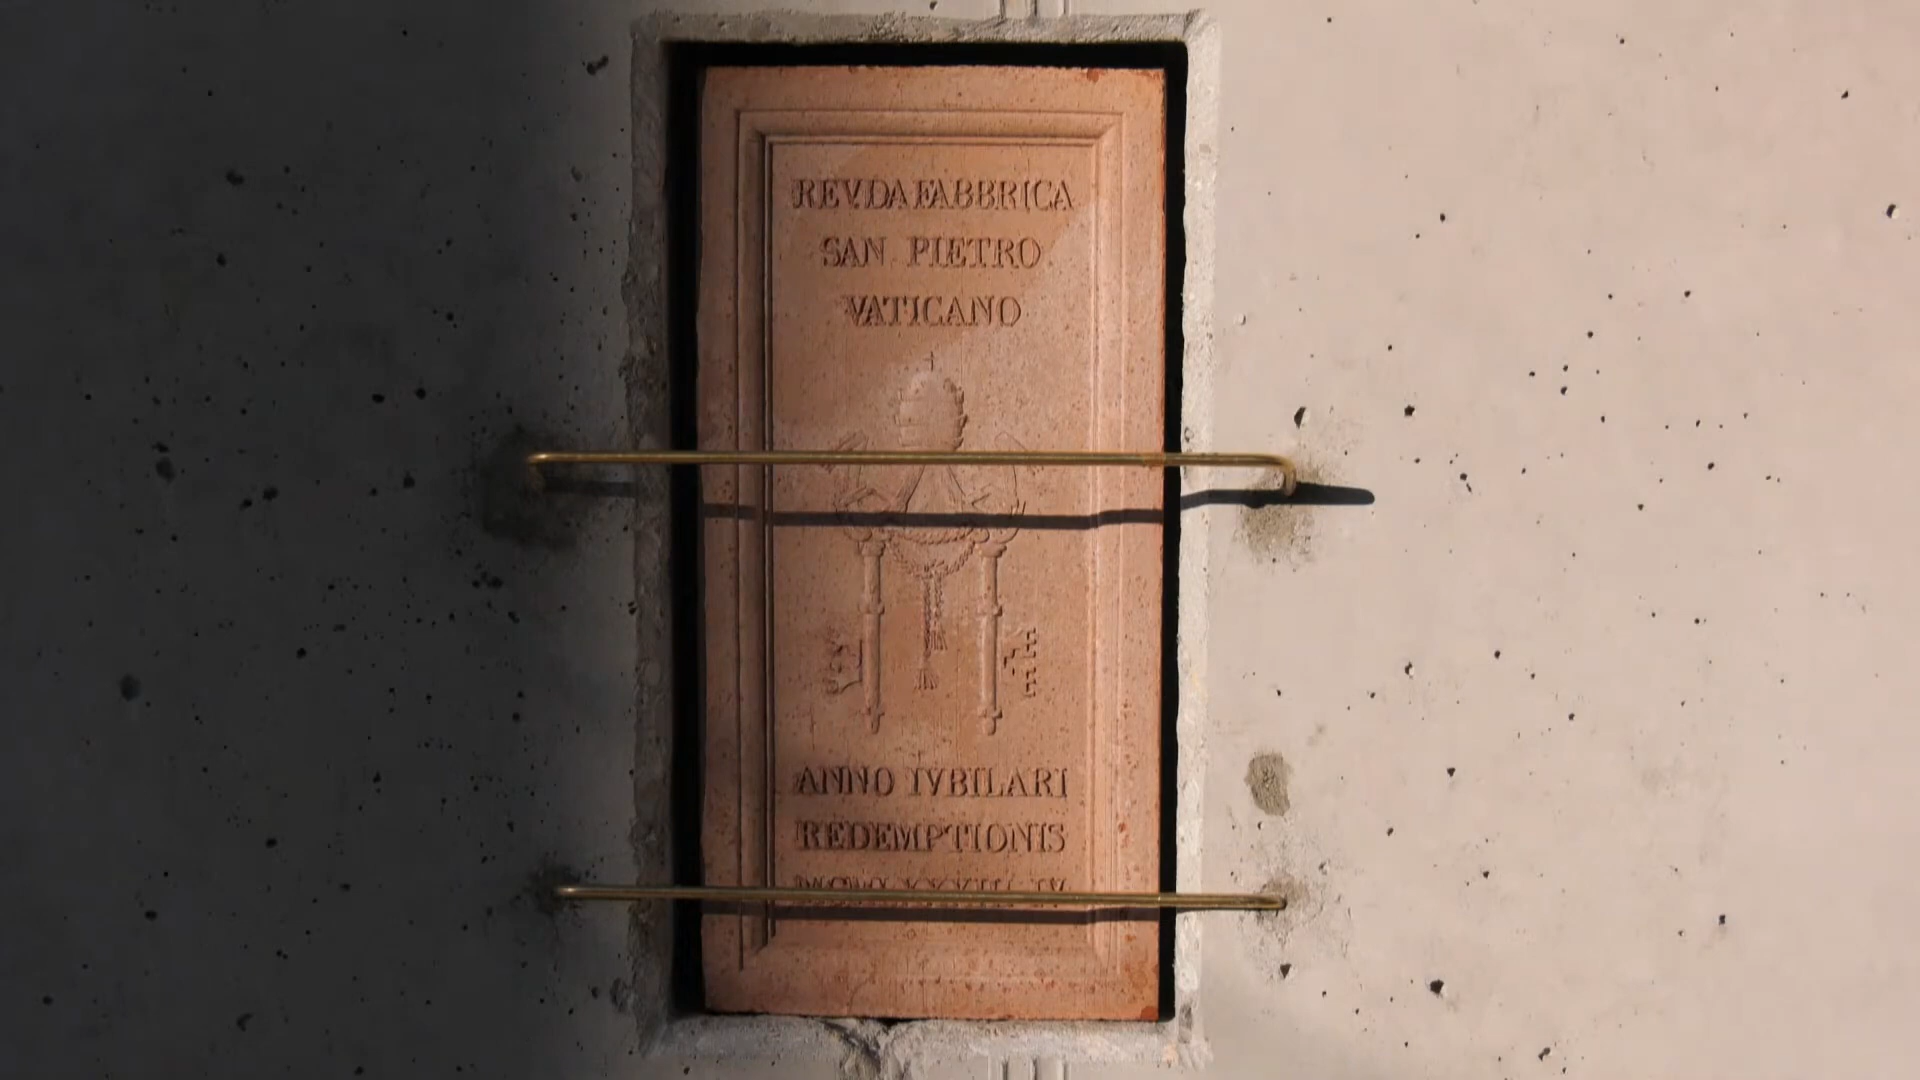 REV.DA FABBRICA
SAN PIETRO
VATICANO
ANNO IVBILARI
REDEMPTIONIS